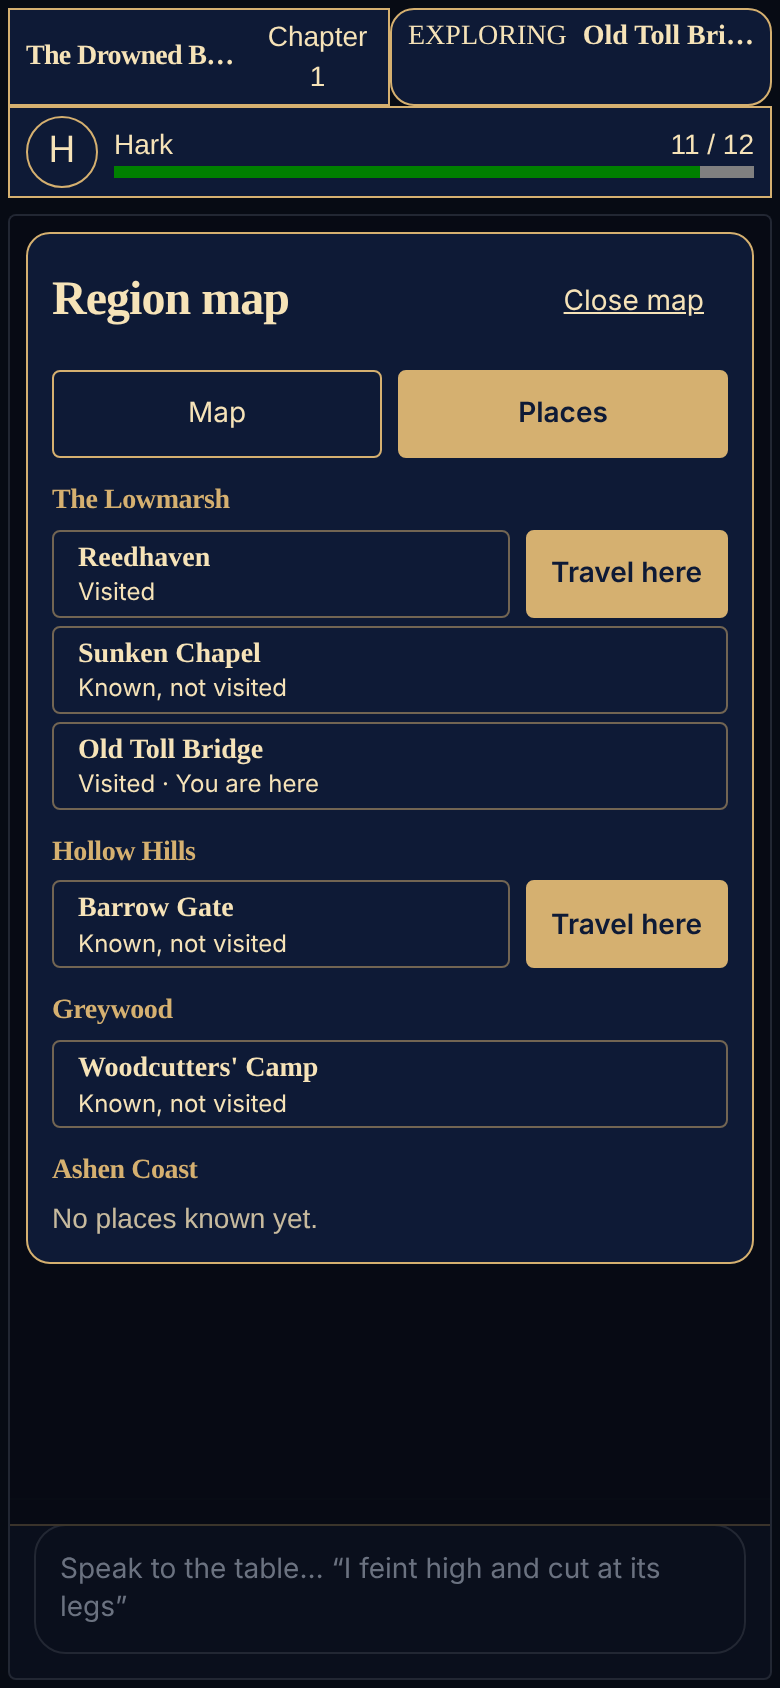 The Drowned B…
Chapter
1
EXPLORING Old Toll Bri…
H
Hark
11 / 12
Region map
Close map
Map
Places
The Lowmarsh
Reedhaven
Visited
Travel here
Sunken Chapel
Known, not visited
Old Toll Bridge
Visited · You are here
Hollow Hills
Barrow Gate
Known, not visited
Travel here
Greywood
Woodcutters' Camp
Known, not visited
Ashen Coast
No places known yet.
Speak to the table... “I feint high and cut at its
legs”